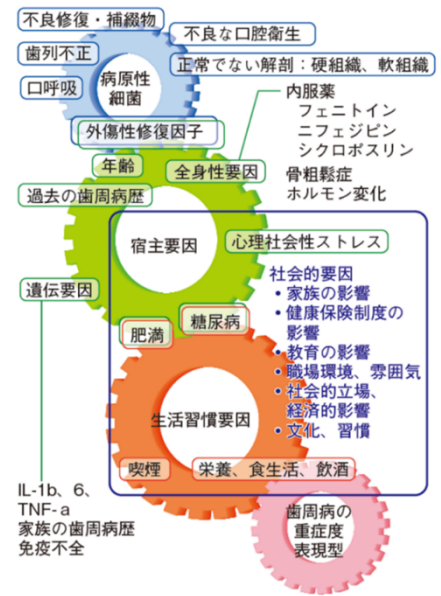 不良修復・補綴物
不良な口腔衛生
歯列不正
正常でない解剖：硬組織、軟組織
口呼吸
病原性
細菌
外傷性修復因子
内服薬
フェニトイン
ニフェジピン
シクロポスリン
骨粗鬆症
ホルモン変化
年齢
全身性要因
過去の歯周病歴
宿主要因
心理社会性ストレス
遺伝要因
社会的要因
・家族の影響
・健康保険制度の
影響
・教育の影響
・職場環境、雰囲気
・社会的立場、
経済的影響
・文化、習慣
肥満
糖尿病
生活習慣要因
喫煙
栄養、食生活、飲酒
IL-1b、6、
TNF-a
家族の歯周病歴
免疫不全
歯周病の
重症度
表現型